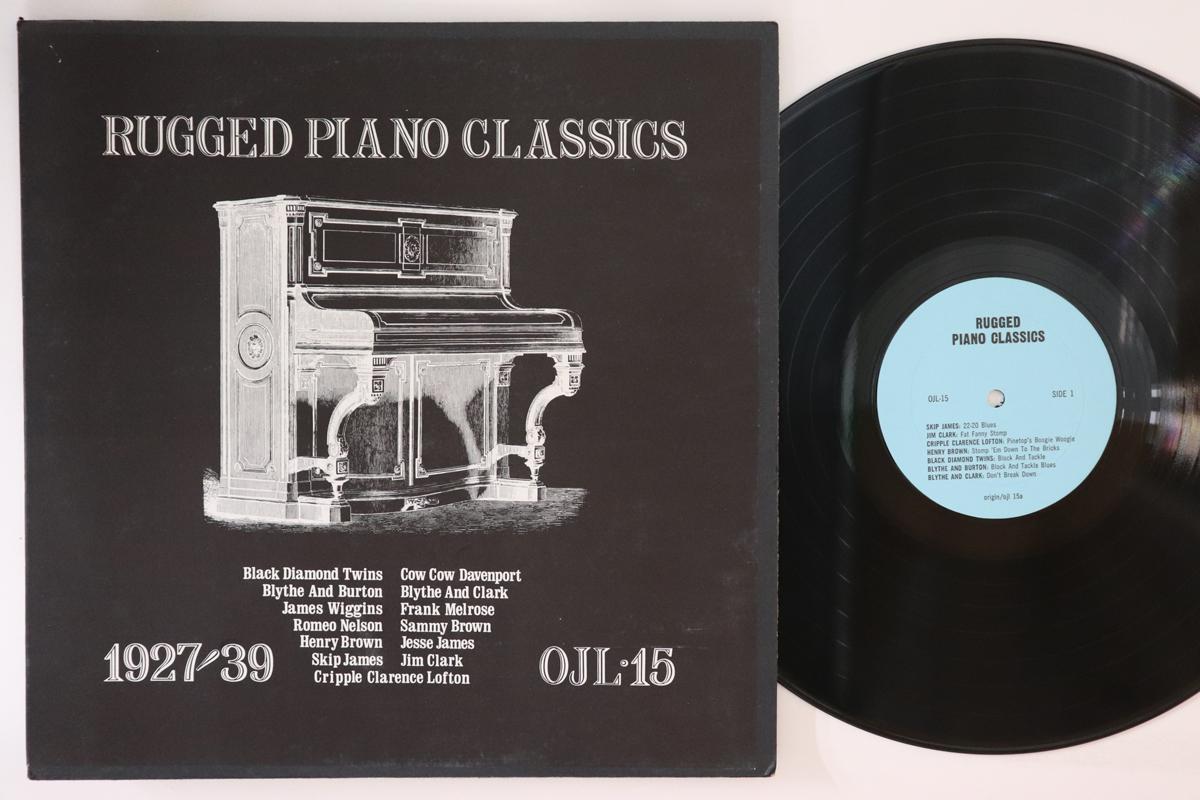 RUGGED PIANO CLASSICS
Black Diamond Twins Cow Cow Davenport
Blythe And Burton Blythe And Clark
James Wiggins Frank Melrose
Romeo Nelson Sammy Brown
Henry Brown Jesse James
Skip James Jim Clark
Cripple Clarence Lofton
1927-39
OJL·15
RUGGED
PIANO CLASSICS
OJL-15 SIDE 1
SKIP JAMES: 22-20 Blues
JIM CLARK: Fat Fanny Stomp
CRIPPLE CLARENCE LOFTON: Pinetop's Boogie Woogie
HENRY BROWN: Stomp 'Em Down To The Bricks
BLACK DIAMOND TWINS: Block And Tackle
BLYTHE AND BURTON: Block And Tackle Blues
BLYTHE AND CLARK: Don't Break Down
origin/ojl 15a